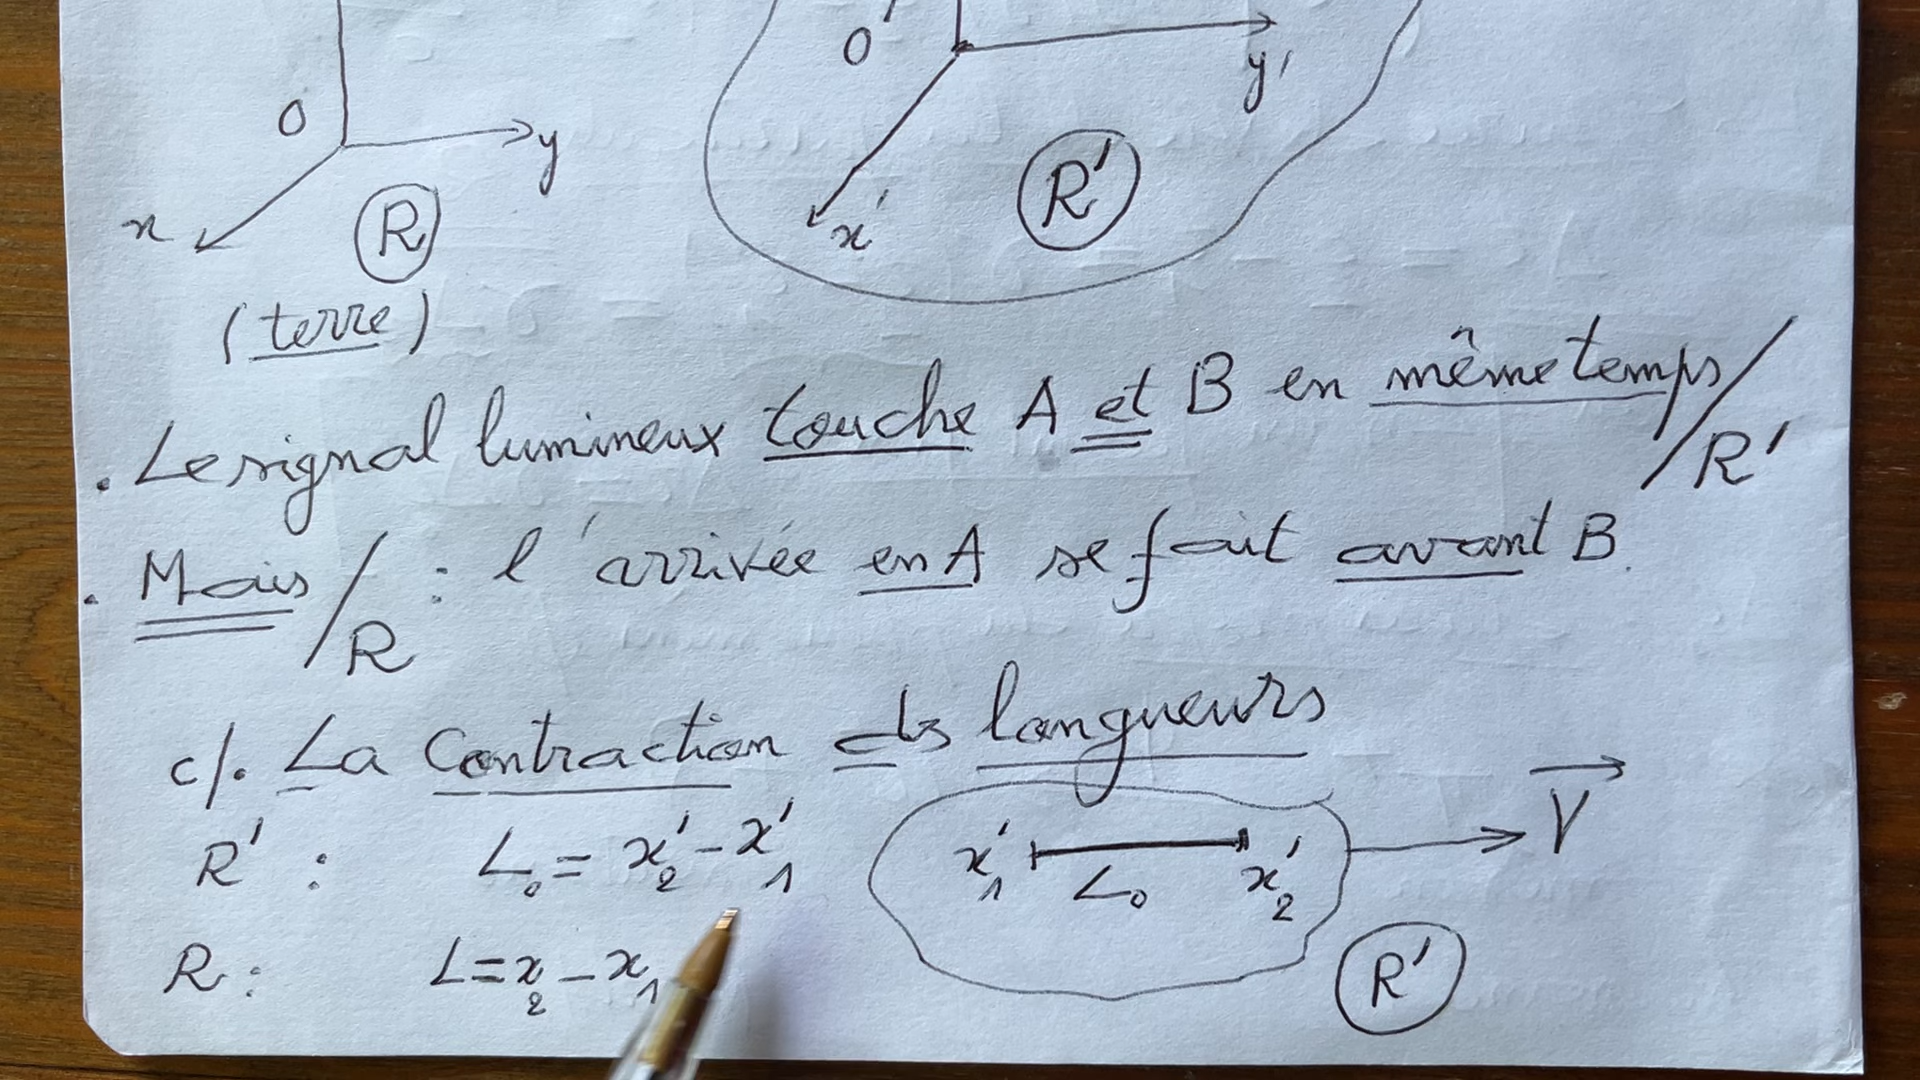 O' y'
O y
x' R'
x R
(terre)
. Le signal lumineux touche A et B en même temps / R'
. Mais / R : l'arrivée en A se fait avant B.
c/. La Contraction des longueurs
R' : L₀ = x'₂ - x'₁ x'₁ L₀ x'₂ V
R : L = x₂ - x₁ R'